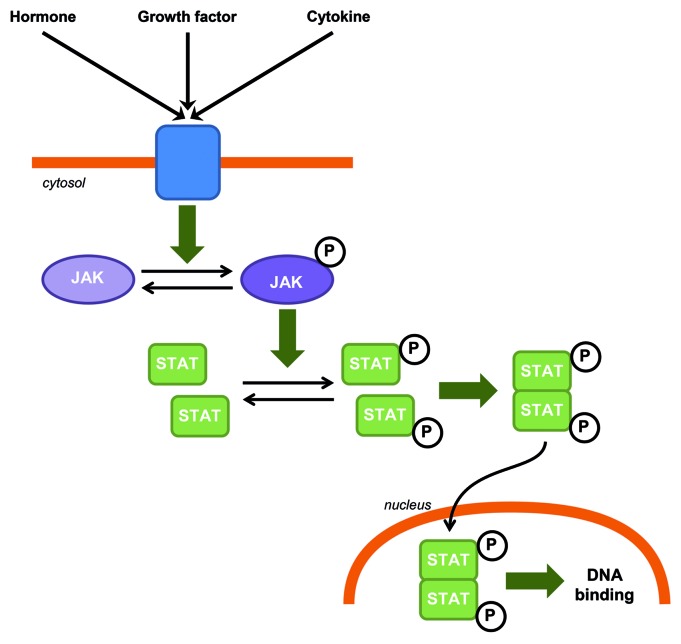 Hormone
Growth factor
Cytokine
cytosol
P
JAK
JAK
STAT
STAT
P
STAT
STAT
P
STAT
P
STAT
P
nucleus
STAT
P
STAT
P
DNA
binding